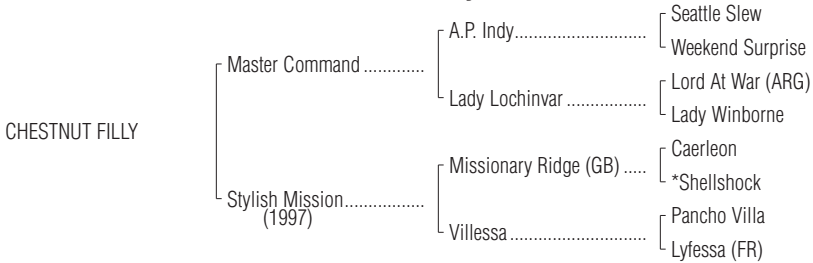 Seattle Slew
A.P. Indy..............................
Weekend Surprise
Master Command .............
Lord At War (ARG)
Lady Lochinvar .................
Lady Winborne
CHESTNUT FILLY
Caerleon
Missionary Ridge (GB) .....
*Shellshock
Stylish Mission.................
(1997)
Pancho Villa
Villessa .............................
Lyfessa (FR)